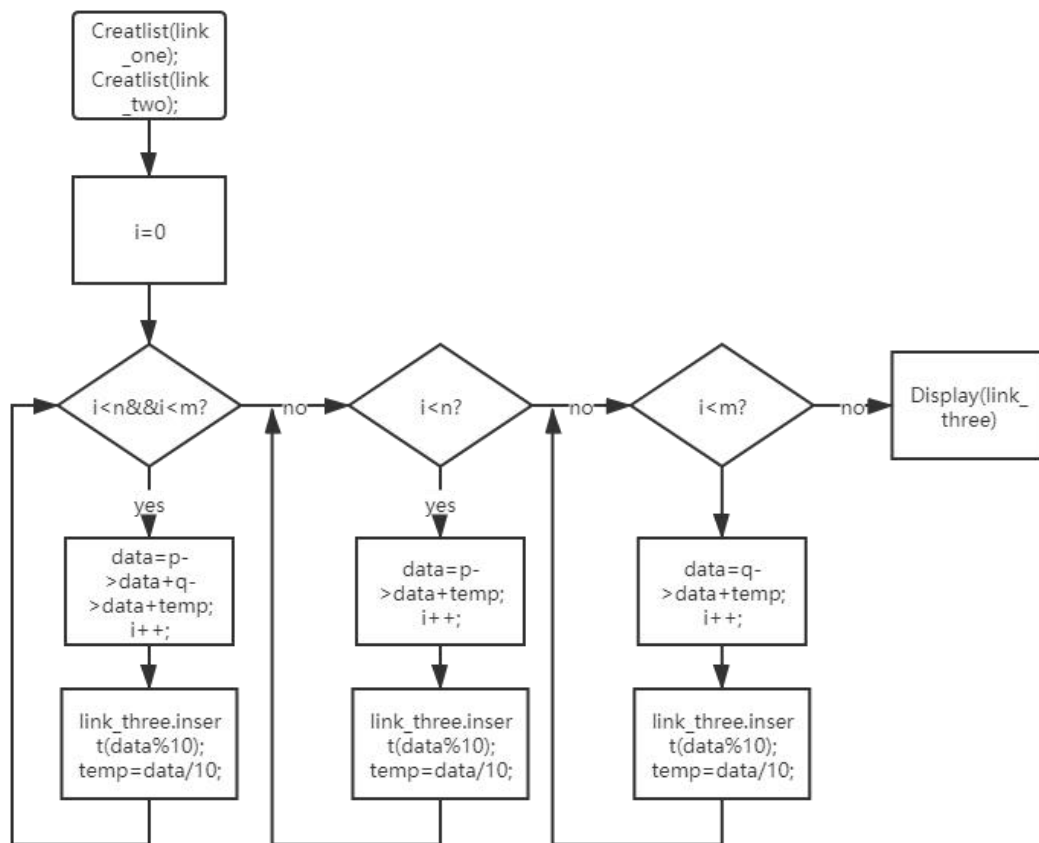 Creatlist(link
_one);
Creatlist(link
_two);
i=0
i<n&&i<m?
no
i<n?
no
i<m?
no
Display(link_
three)
yes
yes
data=p-
>data+q-
>data+temp;
i++;
data=p-
>data+temp;
i++;
data=q-
>data+temp;
i++;
link_three.inser
t(data%10);
temp=data/10;
link_three.inser
t(data%10);
temp=data/10;
link_three.inser
t(data%10);
temp=data/10;